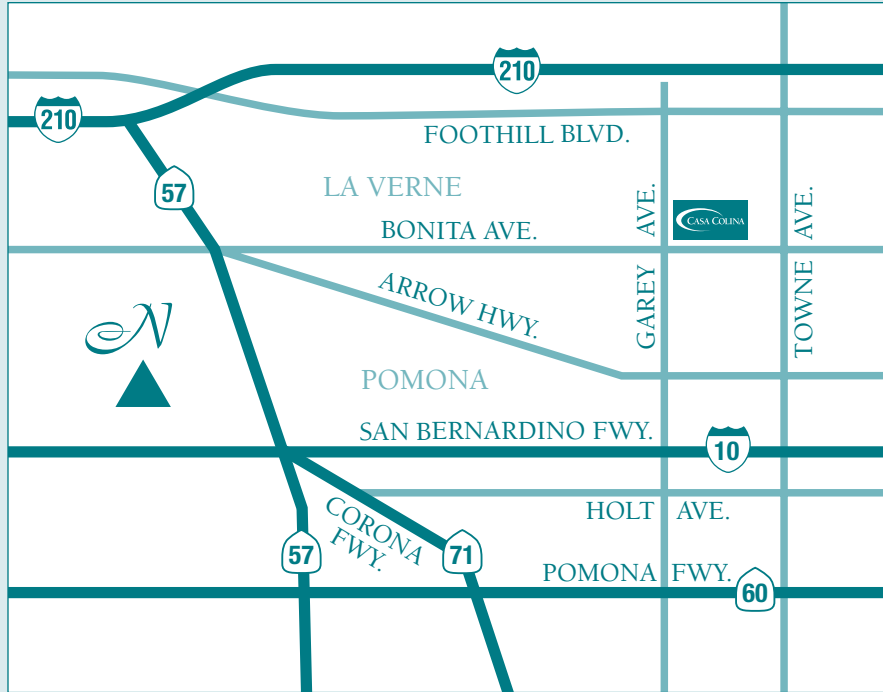 210
210
FOOTHILL BLVD.
57
LA VERNE
GAREY AVE.
CASA COLINA
TOWNE AVE.
BONITA AVE.
ARROW HWY.
N
POMONA
SAN BERNARDINO FWY.
10
HOLT AVE.
CORONA
FWY.
57
71
POMONA FWY.
60